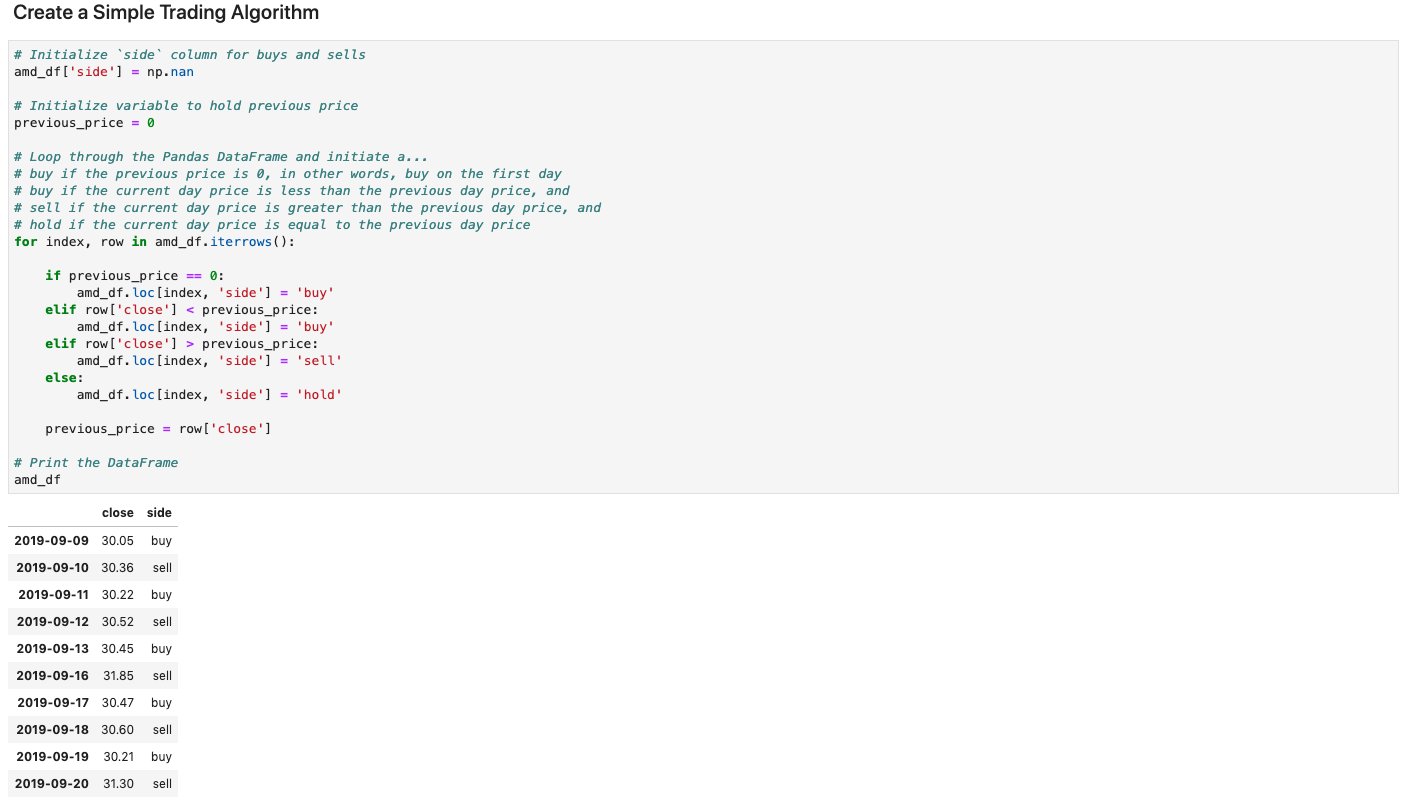 Create a Simple Trading Algorithm
# Initialize `side` column for buys and sells
amd_df['side'] = np.nan
# Initialize variable to hold previous price
previous_price = 0
# Loop through the Pandas DataFrame and initiate a...
# buy if the previous price is 0, in other words, buy on the first day
# buy if the current day price is less than the previous day price, and
# sell if the current day price is greater than the previous day price, and
# hold if the current day price is equal to the previous day price
for index, row in amd_df.iterrows():
    if previous_price == 0:
        amd_df.loc[index, 'side'] = 'buy'
    elif row['close'] < previous_price:
        amd_df.loc[index, 'side'] = 'buy'
    elif row['close'] > previous_price:
        amd_df.loc[index, 'side'] = 'sell'
    else:
        amd_df.loc[index, 'side'] = 'hold'
    previous_price = row['close']
# Print the DataFrame
amd_df
close side
2019-09-09 30.05 buy
2019-09-10 30.36 sell
2019-09-11 30.22 buy
2019-09-12 30.52 sell
2019-09-13 30.45 buy
2019-09-16 31.85 sell
2019-09-17 30.47 buy
2019-09-18 30.60 sell
2019-09-19 30.21 buy
2019-09-20 31.30 sell